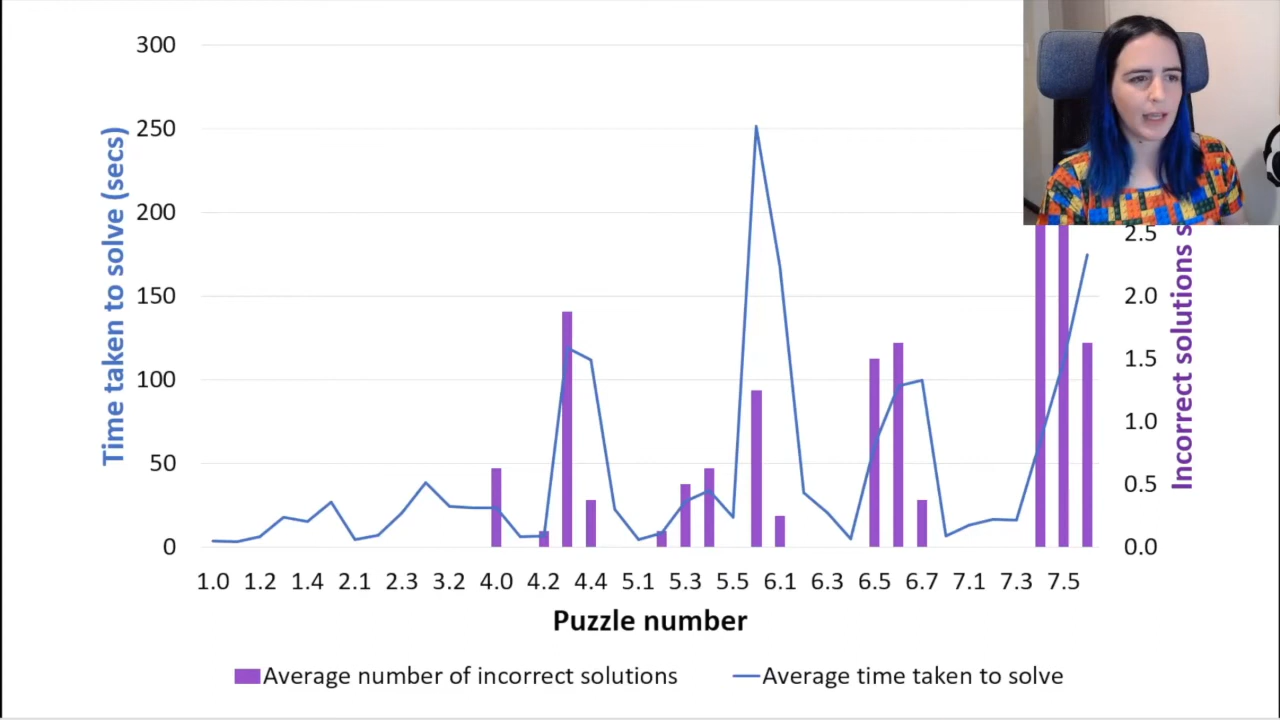 300
250
200
150
100
50
0
Time taken to solve (secs)
2.5
2.0
1.5
1.0
0.5
0.0
Incorrect solutions
1.0 1.2 1.4 2.1 2.3 3.2 4.0 4.2 4.4 5.1 5.3 5.5 6.1 6.3 6.5 6.7 7.1 7.3 7.5
Puzzle number
Average number of incorrect solutions Average time taken to solve